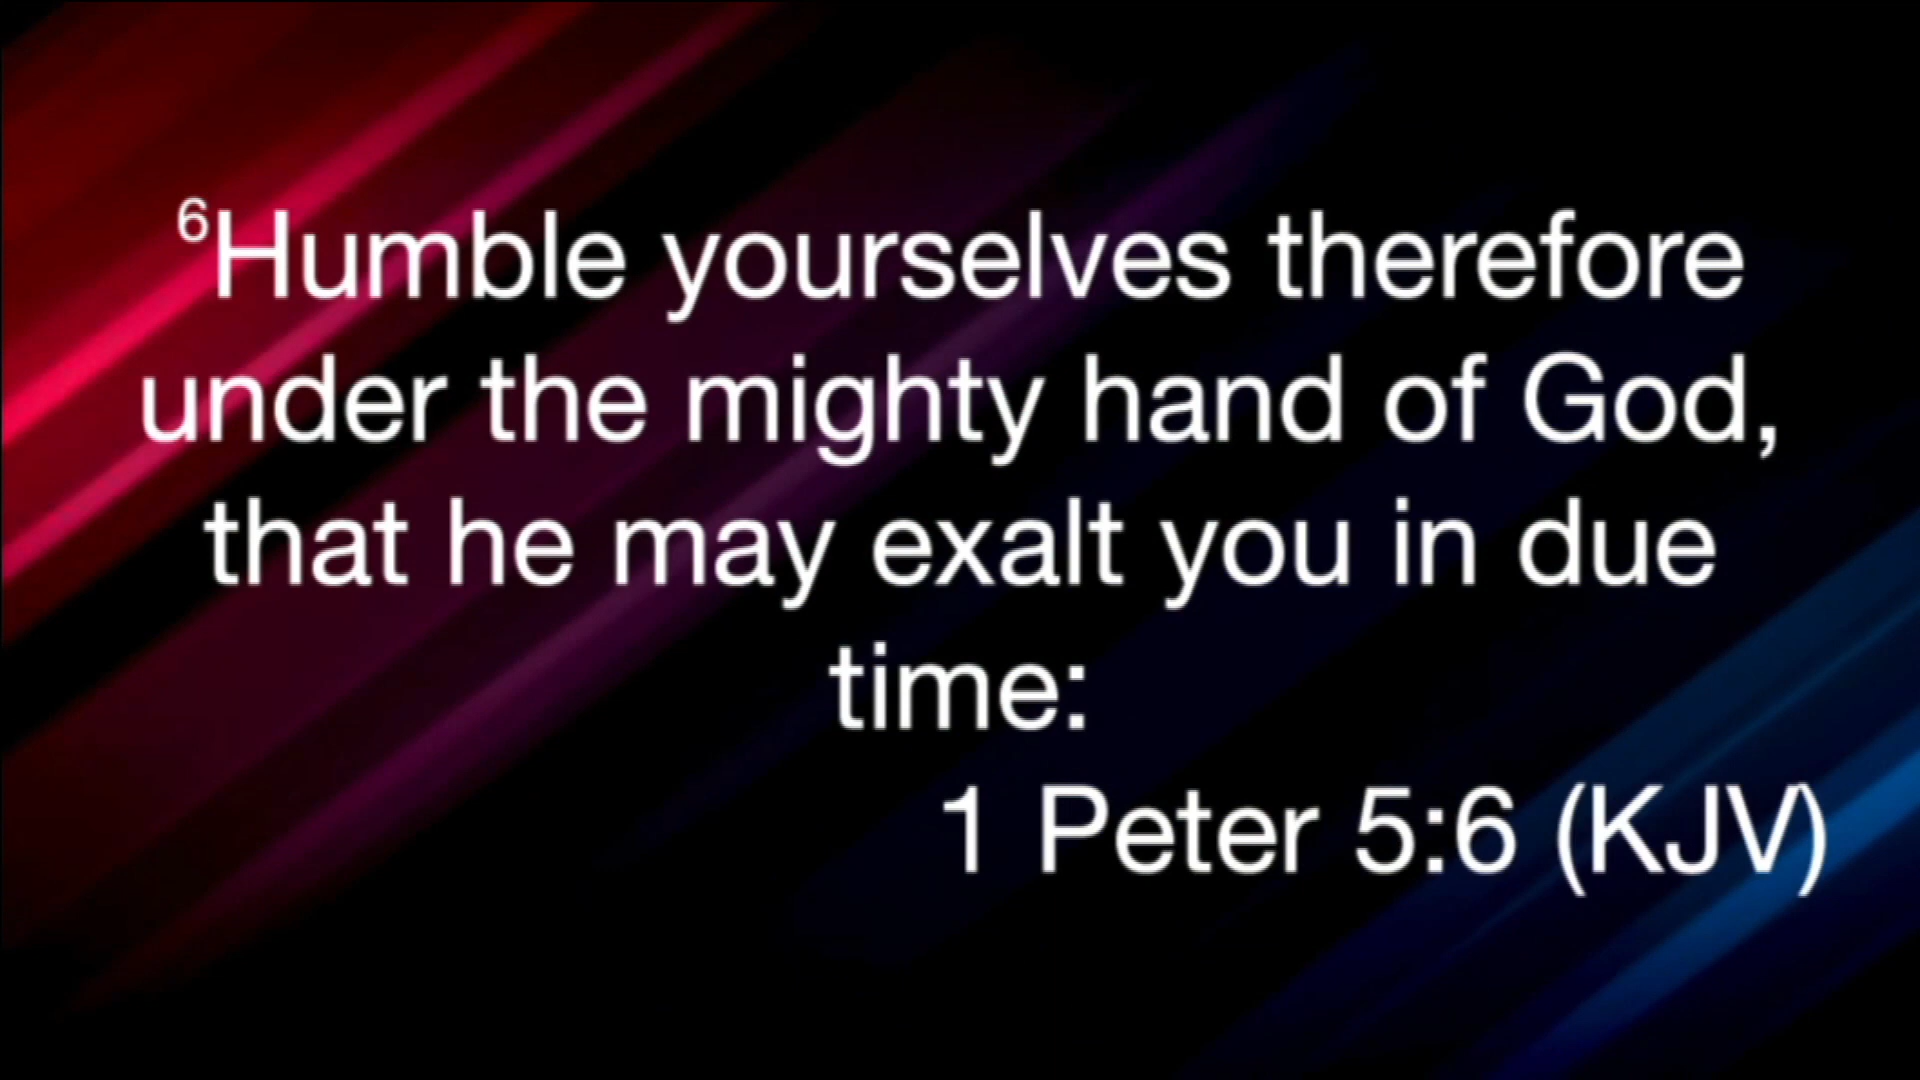 6Humble yourselves therefore
under the mighty hand of God,
that he may exalt you in due
time:
1 Peter 5:6 (KJV)